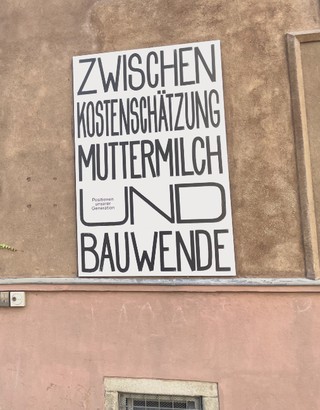 ZWISCHEN
KOSTENSCHÄTZUNG
MUTTERMILCH
Positionen
unserer
Generation
UND
BAUWENDE